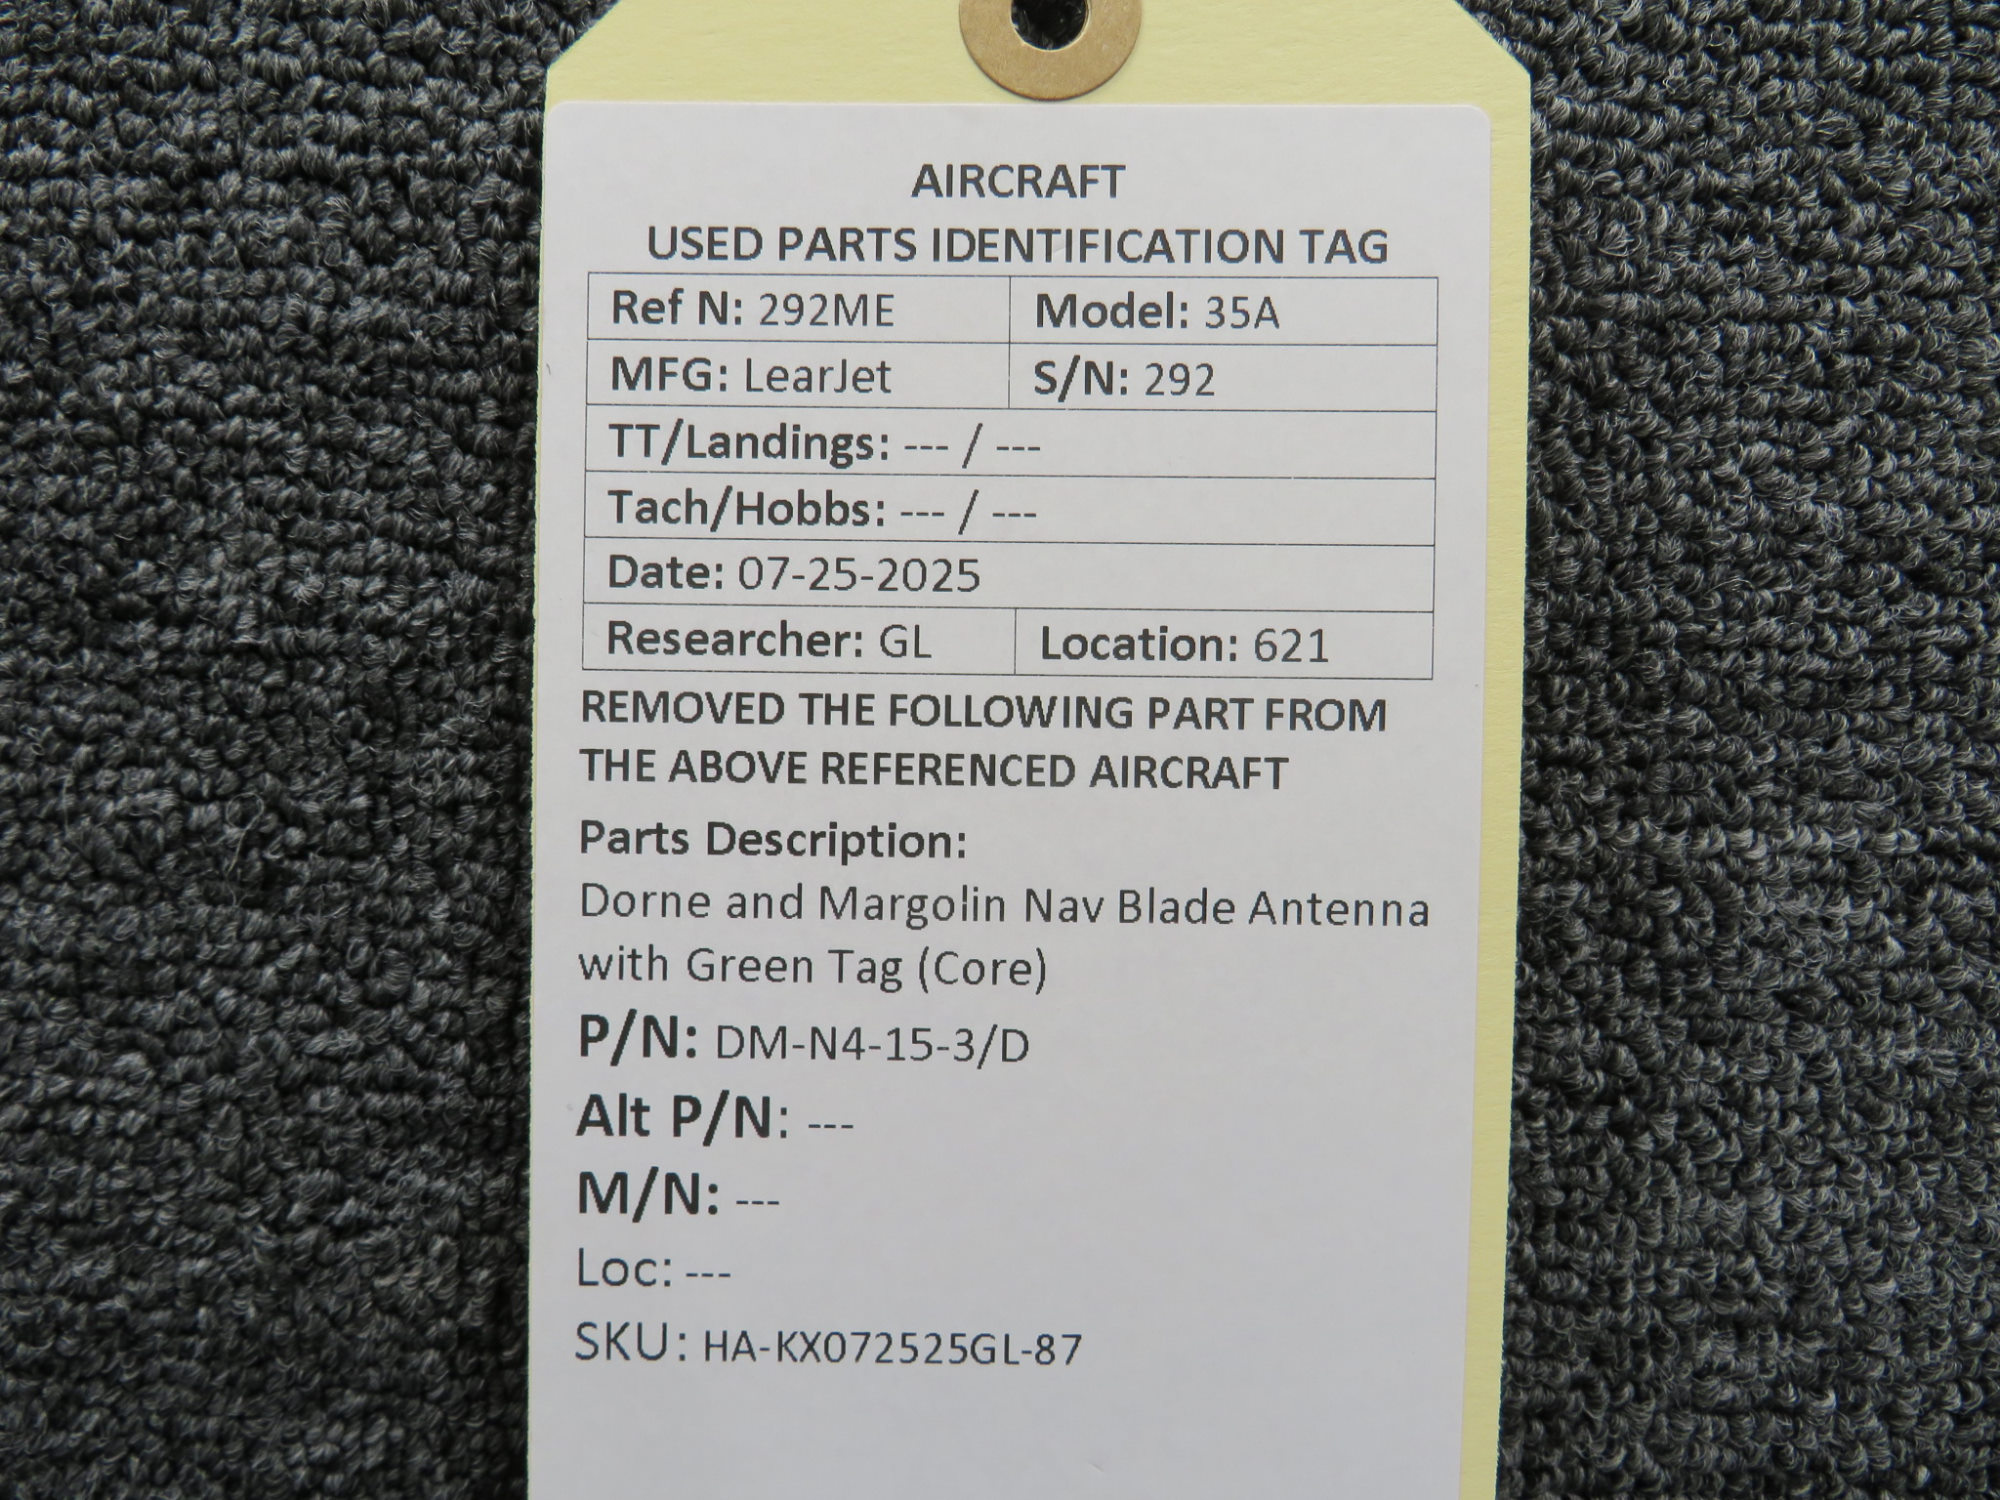 AIRCRAFT
USED PARTS IDENTIFICATION TAG
Ref N: 292ME Model: 35A
MFG: LearJet S/N: 292
TT/Landings: --- / ---
Tach/Hobbs: --- / ---
Date: 07-25-2025
Researcher: GL Location: 621
REMOVED THE FOLLOWING PART FROM
THE ABOVE REFERENCED AIRCRAFT
Parts Description:
Dorne and Margolin Nav Blade Antenna
with Green Tag (Core)
P/N: DM-N4-15-3/D
Alt P/N: ---
M/N: ---
Loc: ---
SKU: HA-KX072525GL-87